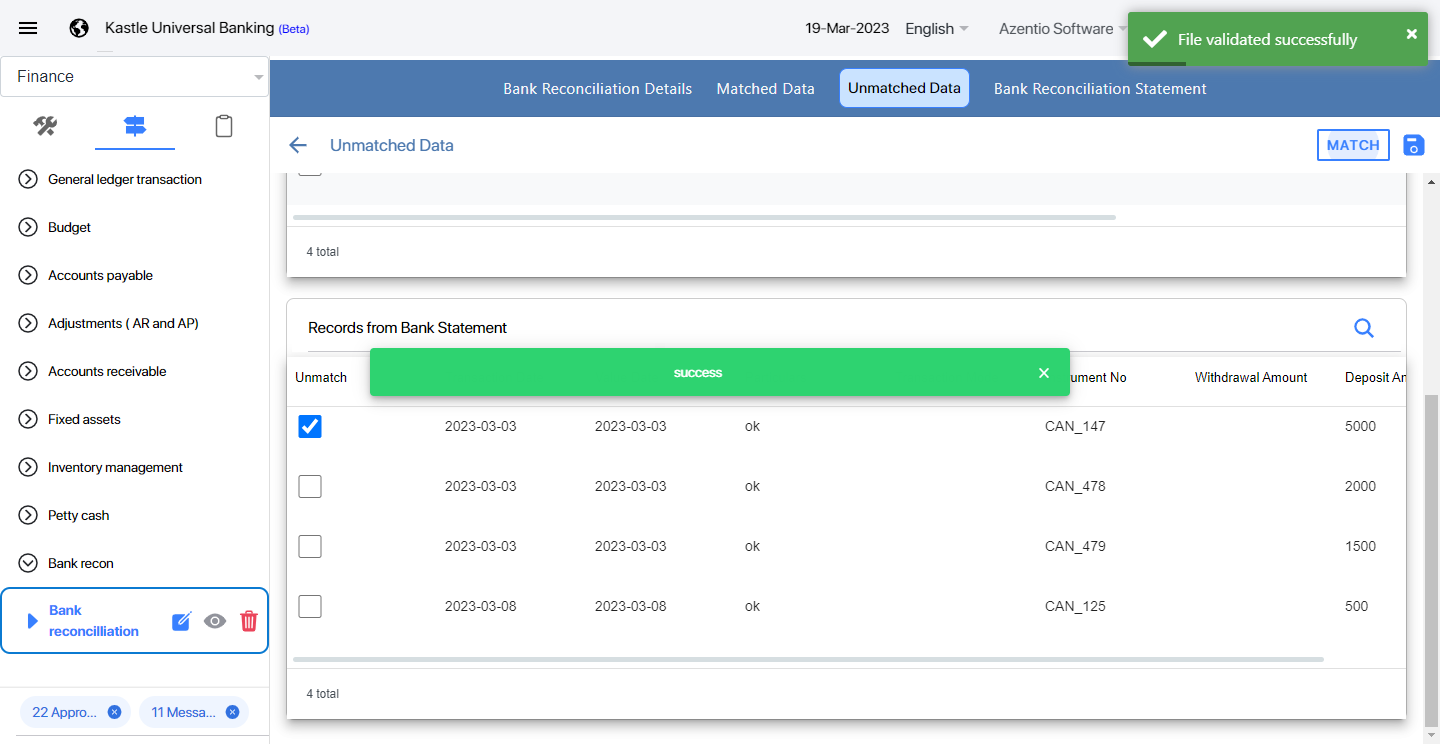 Kastle Universal Banking (Beta)
19-Mar-2023 English Azentio Software
File validated successfully
Finance
Bank Reconciliation Details Matched Data Unmatched Data Bank Reconciliation Statement
Unmatched Data
MATCH
General ledger transaction
Budget
Accounts payable
Adjustments ( AR and AP)
Accounts receivable
Fixed assets
Inventory management
Petty cash
Bank recon
Bank
reconcilliation
22 Appro... 11 Messa...
4 total
Records from Bank Statement
success
Unmatch ument No Withdrawal Amount Deposit Am
2023-03-03 2023-03-03 ok CAN_147 5000
2023-03-03 2023-03-03 ok CAN_478 2000
2023-03-03 2023-03-03 ok CAN_479 1500
2023-03-08 2023-03-08 ok CAN_125 500
4 total